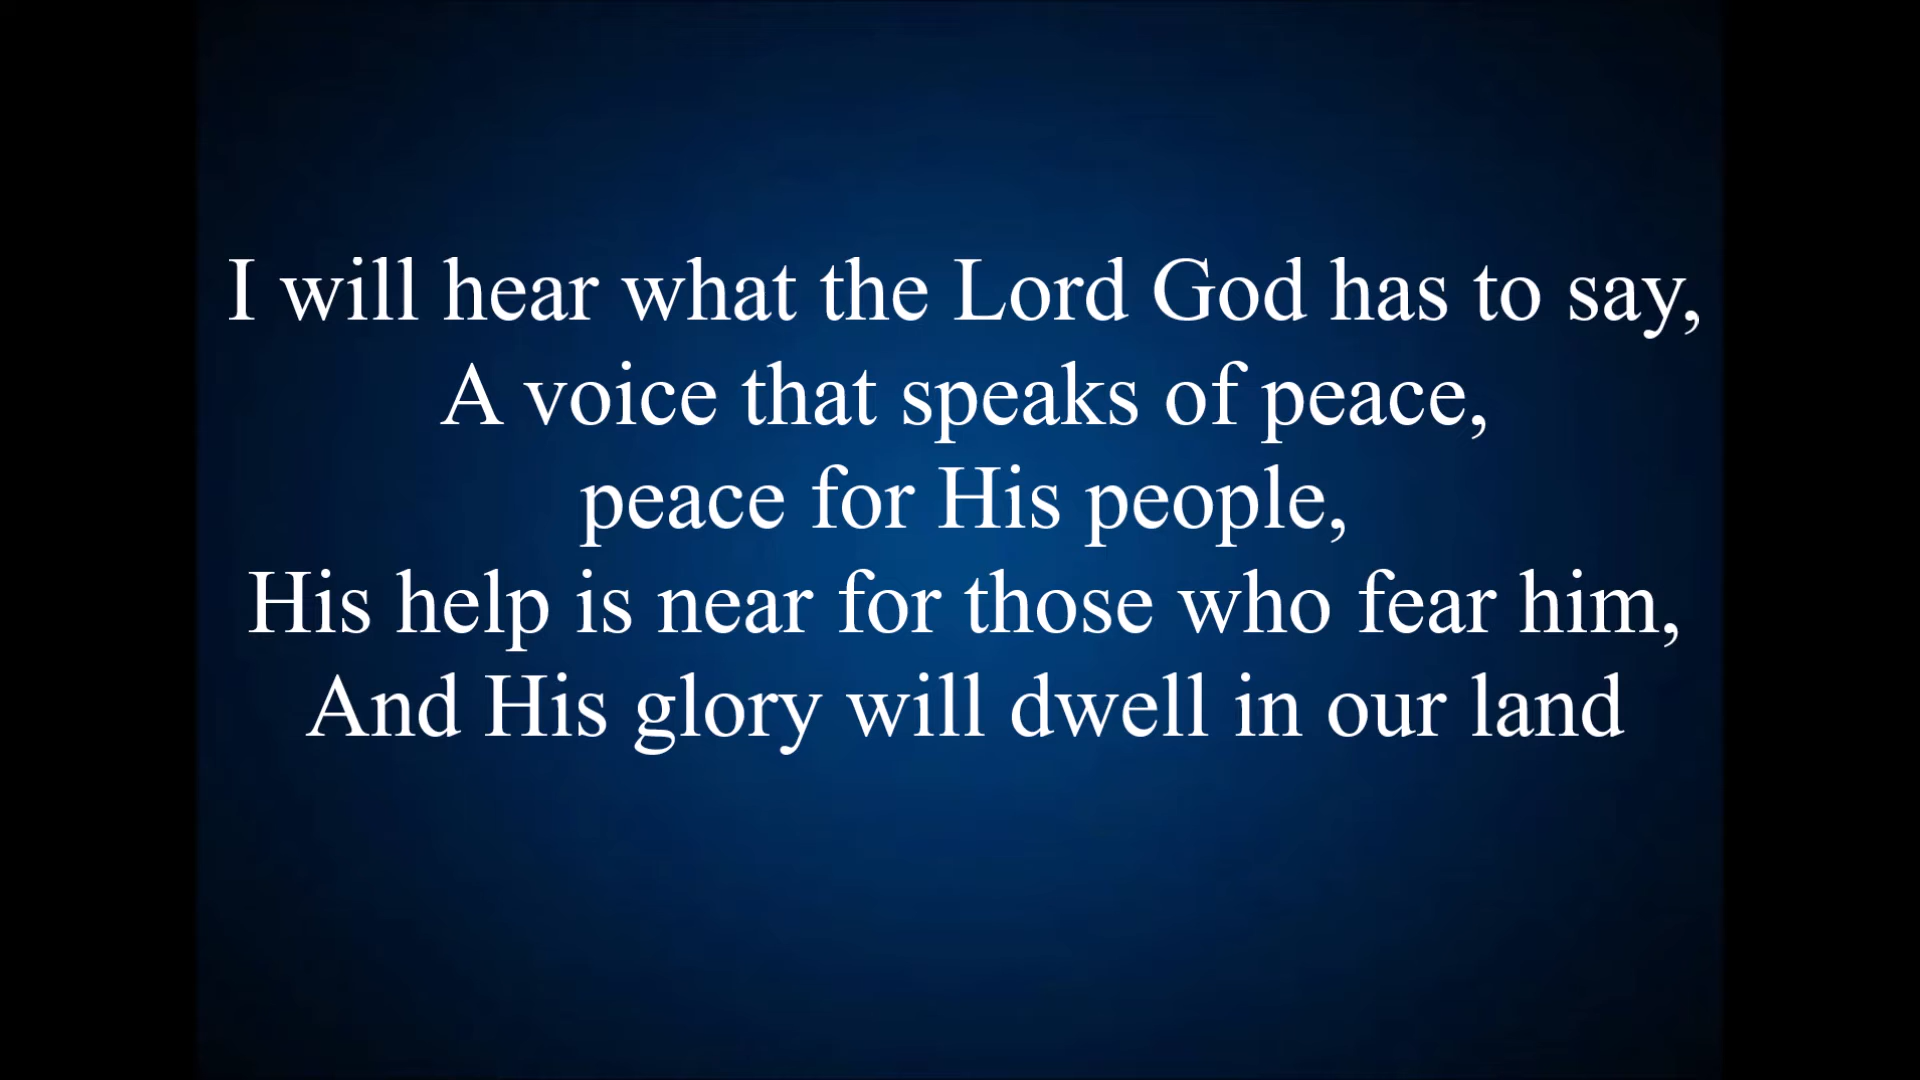 I will hear what the Lord God has to say,
A voice that speaks of peace,
peace for His people,
His help is near for those who fear him,
And His glory will dwell in our land